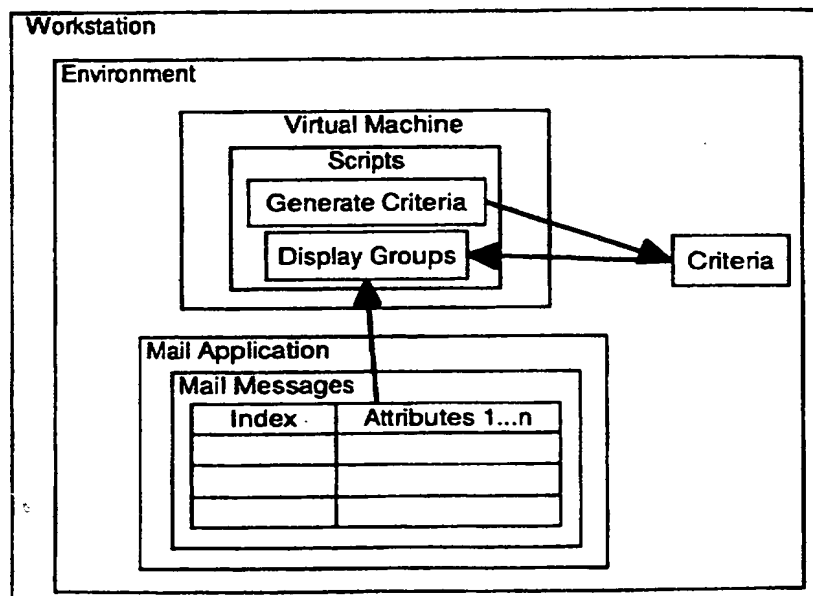 Workstation
Environment
Virtual Machine
Scripts
Generate Criteria
Display Groups
Criteria
Mail Application
Mail Messages
Index Attributes 1...n